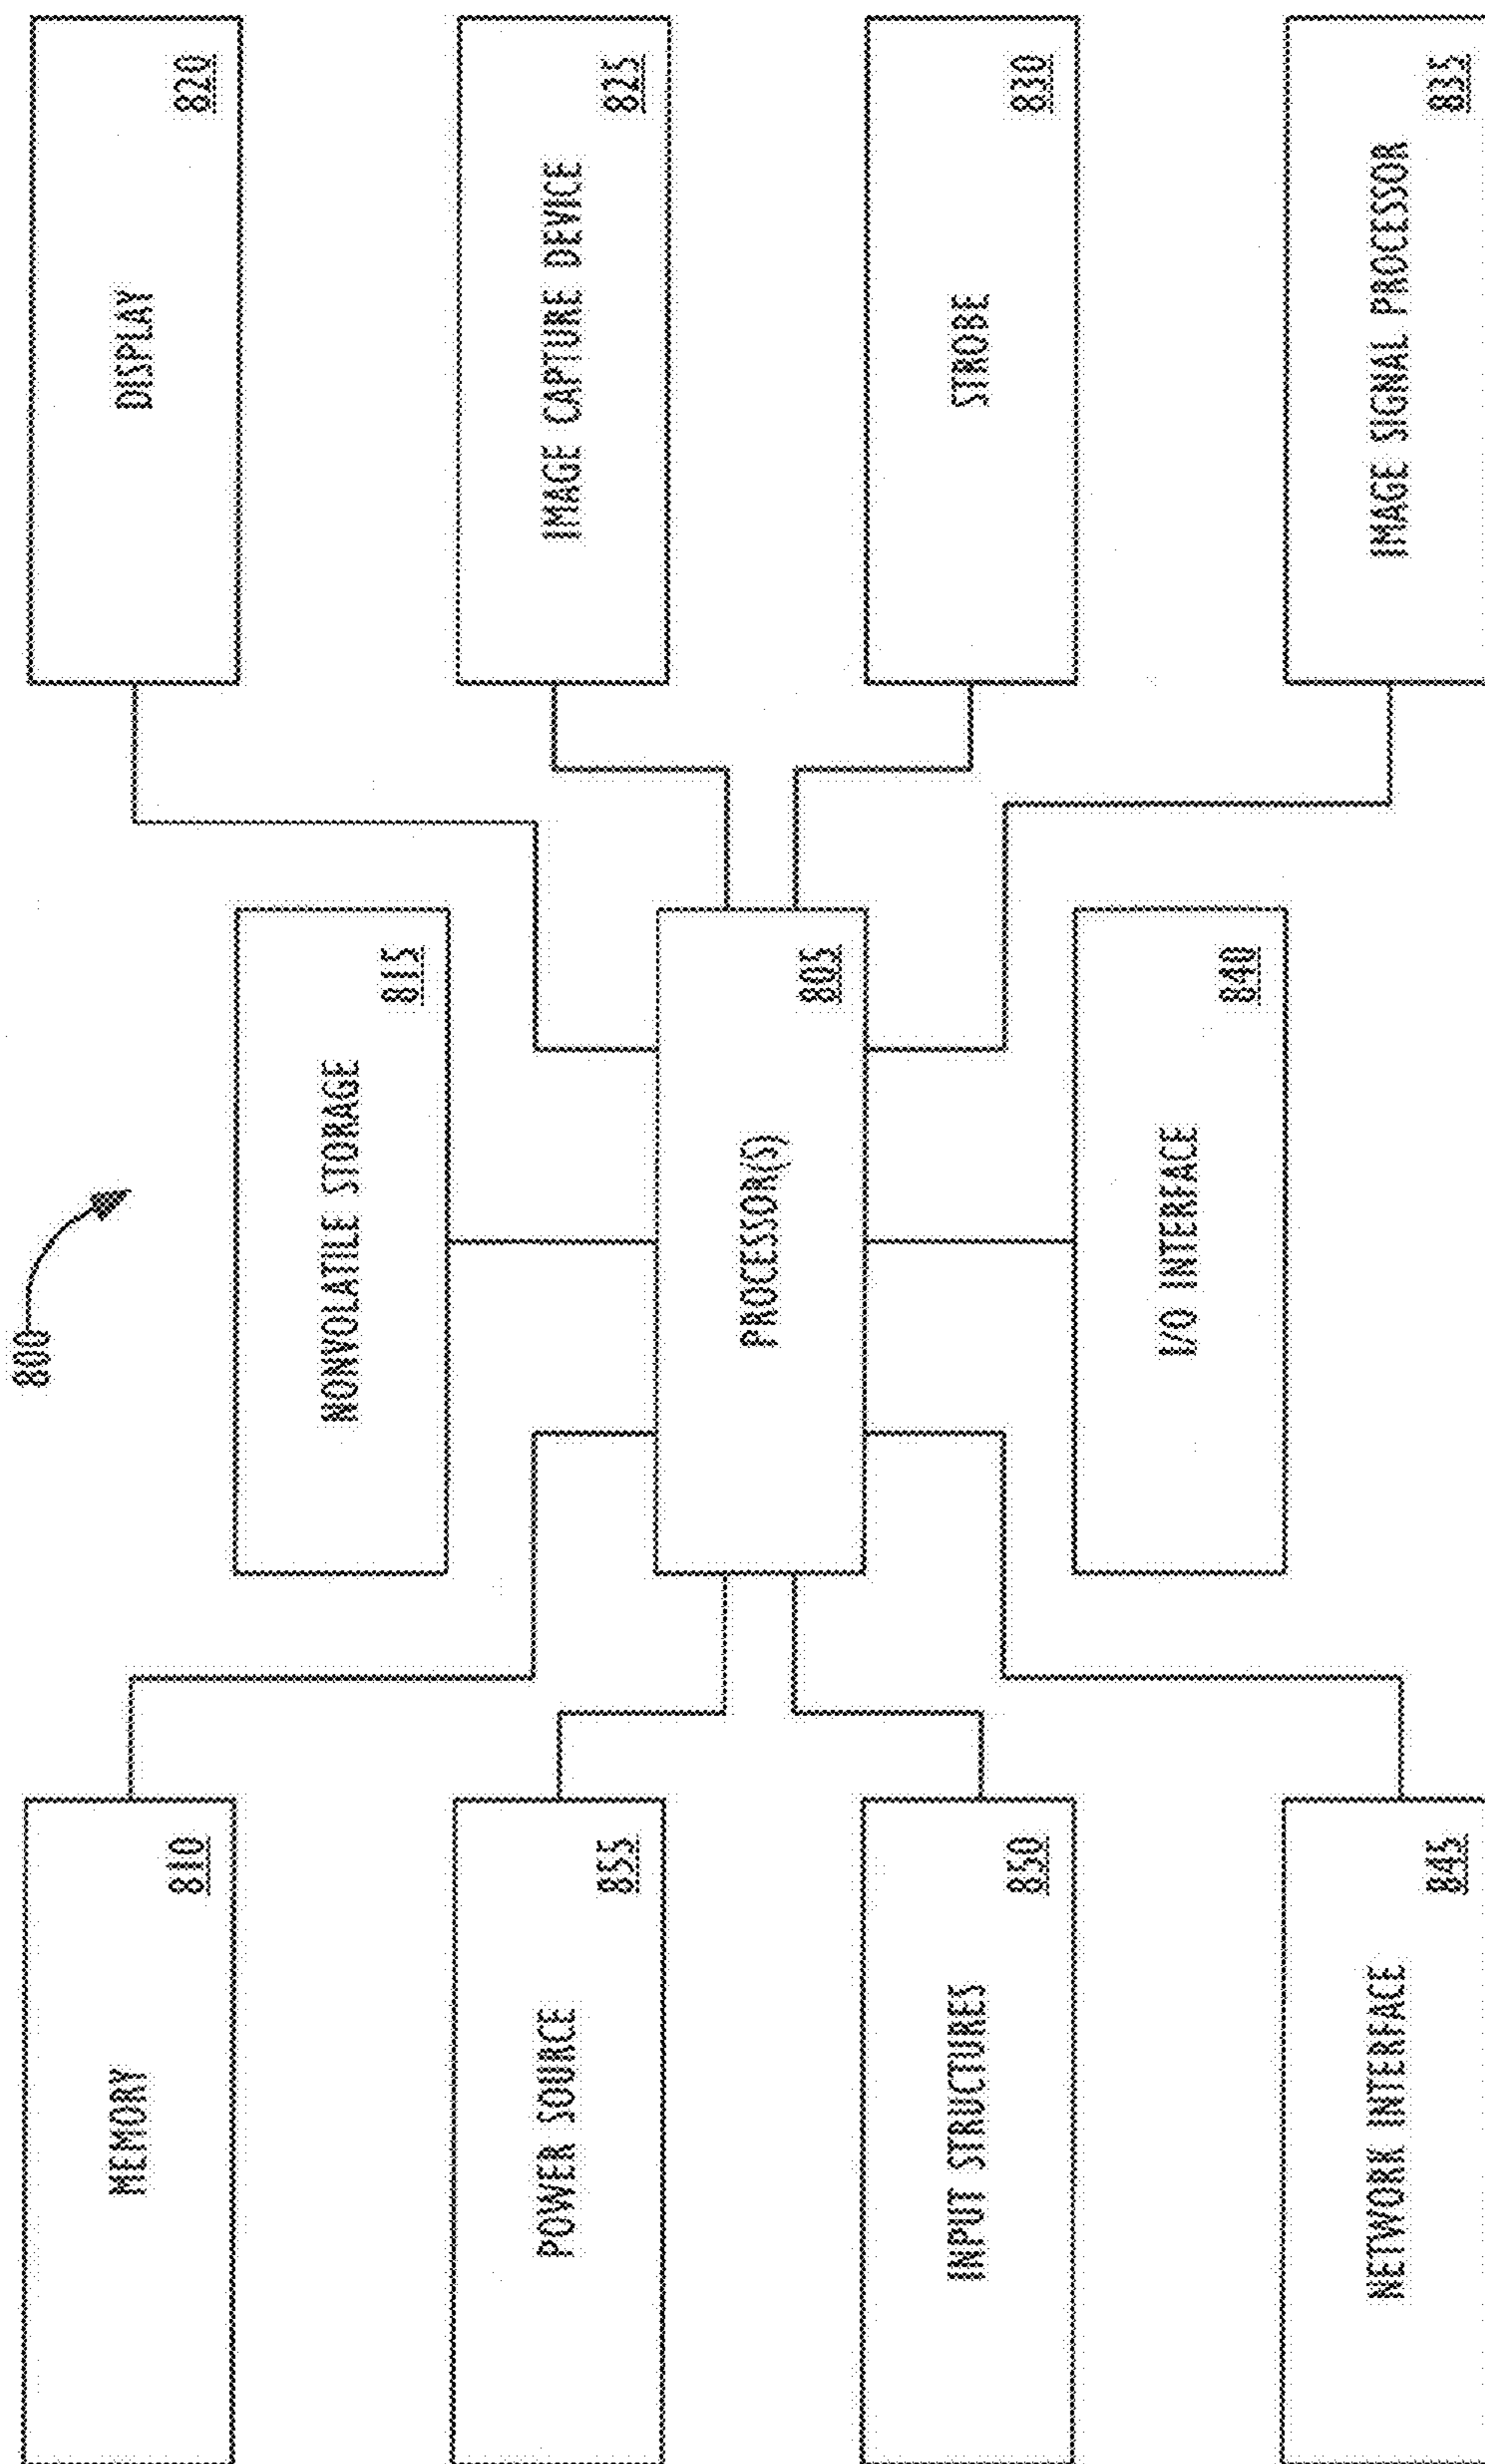 800
MEMORY
810
NONVOLATILE STORAGE
815
DISPLAY
820
POWER SOURCE
855
PROCESSOR(S)
805
IMAGE CAPTURE DEVICE
825
INPUT STRUCTURES
850
STROBE
830
I/O INTERFACE
840
NETWORK INTERFACE
845
IMAGE SIGNAL PROCESSOR
835